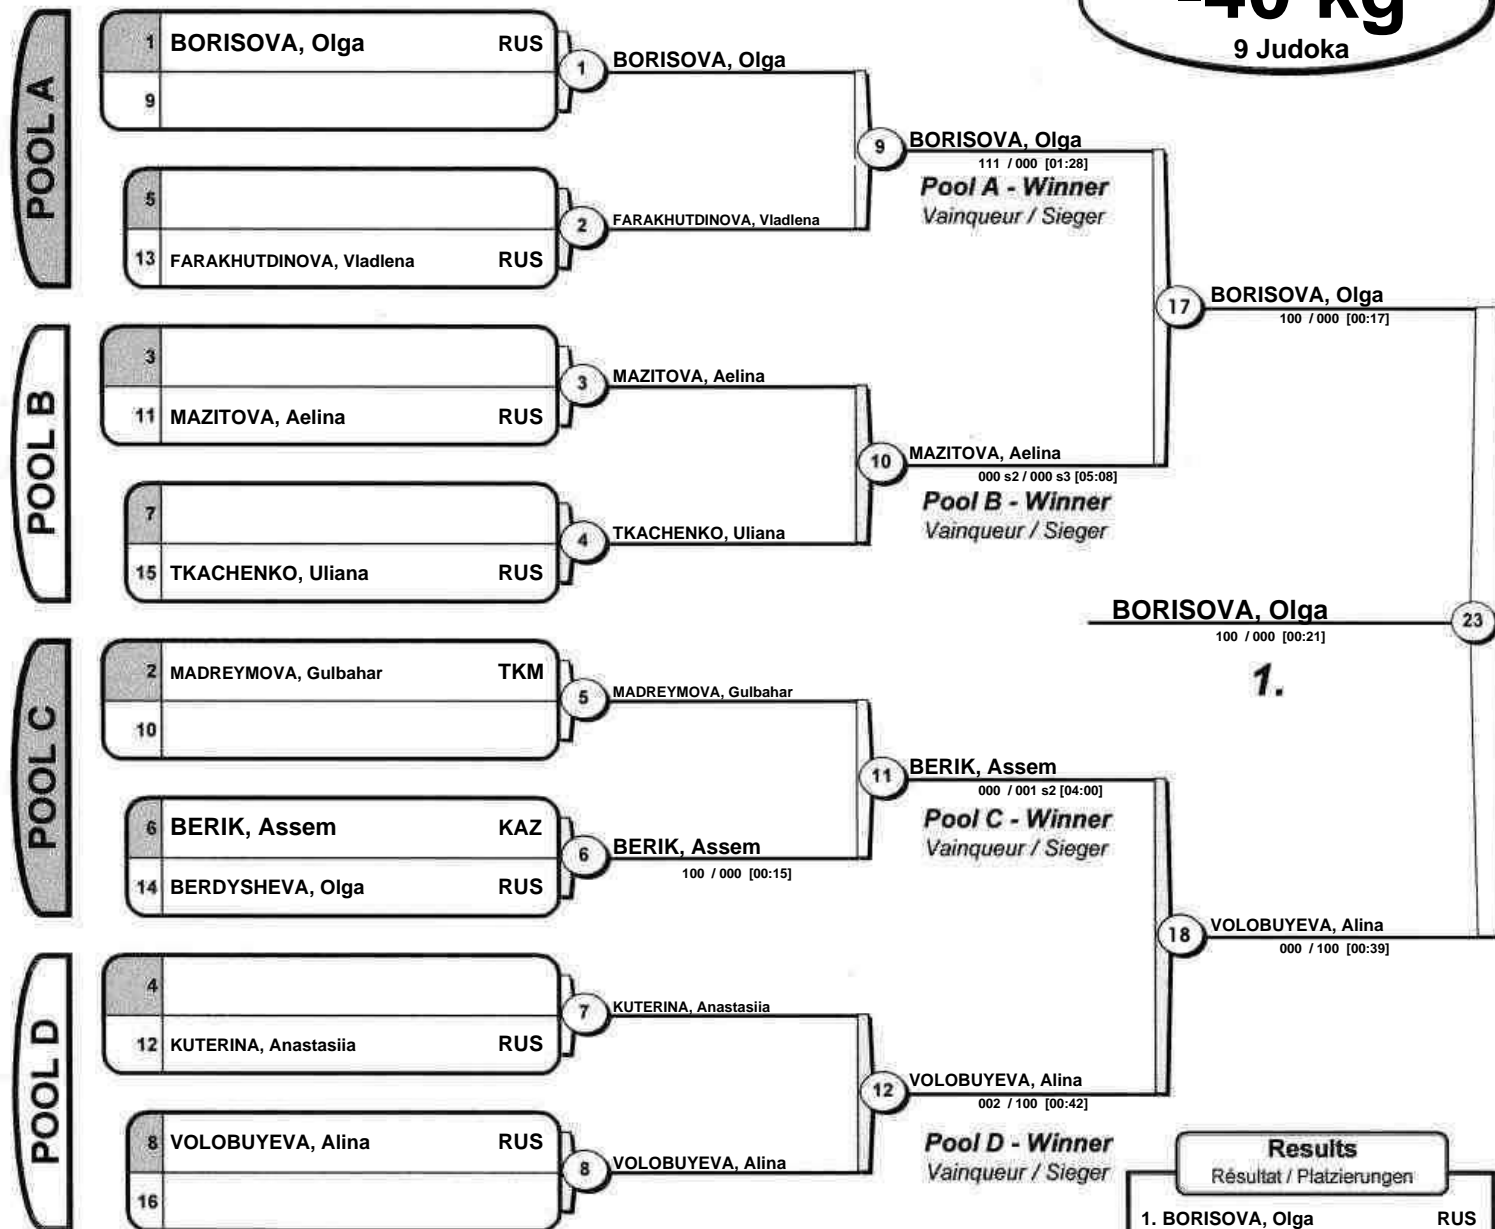 -40 kg
9 Judoka
POOL A
1 BORISOVA, Olga RUS
9
1
BORISOVA, Olga
5
13 FARAKHUTDINOVA, Vladlena RUS
2
FARAKHUTDINOVA, Vladlena
9
BORISOVA, Olga
111 / 000 [01:28]
Pool A - Winner
Vainqueur / Sieger
POOL B
3
11 MAZITOVA, Aelina RUS
3
MAZITOVA, Aelina
7
15 TKACHENKO, Uliana RUS
4
TKACHENKO, Uliana
10
MAZITOVA, Aelina
000 s2 / 000 s3 [05:08]
Pool B - Winner
Vainqueur / Sieger
17
BORISOVA, Olga
100 / 000 [00:17]
BORISOVA, Olga
100 / 000 [00:21]
1.
23
POOL C
2 MADREYMOVA, Gulbahar TKM
10
5
MADREYMOVA, Gulbahar
6 BERIK, Assem KAZ
14 BERDYSHEVA, Olga RUS
6
BERIK, Assem
100 / 000 [00:15]
11
BERIK, Assem
000 / 001 s2 [04:00]
Pool C - Winner
Vainqueur / Sieger
POOL D
4
12 KUTERINA, Anastasiia RUS
7
KUTERINA, Anastasiia
8 VOLOBUYEVA, Alina RUS
16
8
VOLOBUYEVA, Alina
12
VOLOBUYEVA, Alina
002 / 100 [00:42]
Pool D - Winner
Vainqueur / Sieger
18
VOLOBUYEVA, Alina
000 / 100 [00:39]
Results
Résultat / Platzierungen
1. BORISOVA, Olga RUS